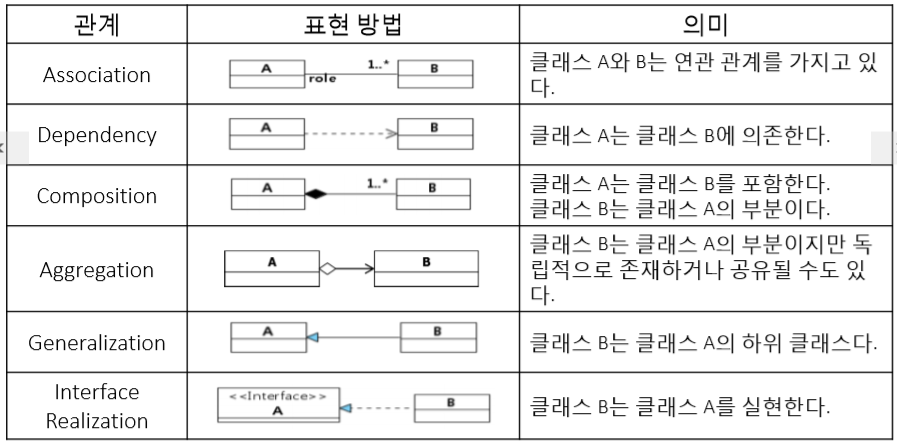 관계 표현 방법 의미
Association
A
role
1..*
B
클래스 A와 B는 연관 관계를 가지고 있
다.
Dependency
A
B
클래스 A는 클래스 B에 의존한다.
Composition
A
1..*
B
클래스 A는 클래스 B를 포함한다.
클래스 B는 클래스 A의 부분이다.
Aggregation
A
B
클래스 B는 클래스 A의 부분이지만 독
립적으로 존재하거나 공유될 수도 있
다.
Generalization
A
B
클래스 B는 클래스 A의 하위 클래스다.
Interface
Realization
<<Interface>>
A
B
클래스 B는 클래스 A를 실현한다.